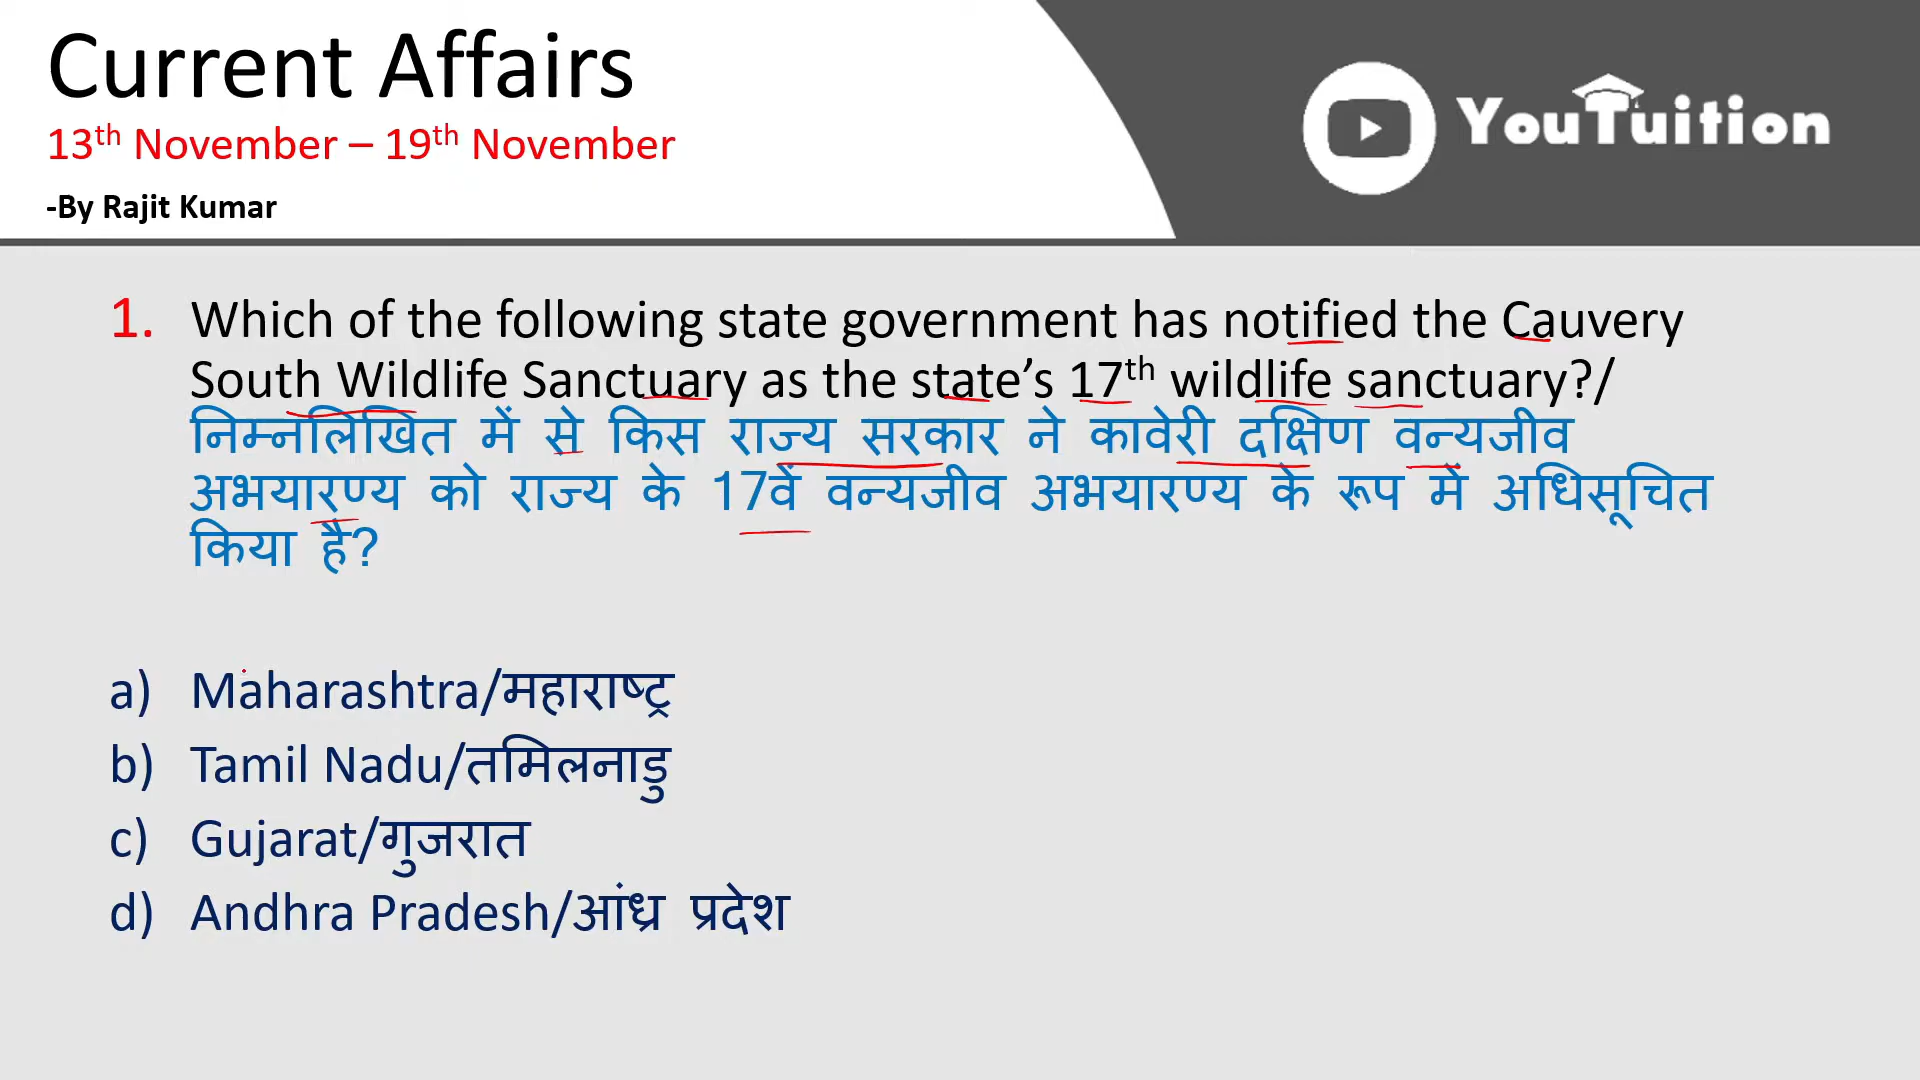 Current Affairs
13th November – 19th November
-By Rajit Kumar
YouTuition
1. Which of the following state government has notified the Cauvery
South Wildlife Sanctuary as the state’s 17th wildlife sanctuary?/
निम्नलिखित में से किस राज्य सरकार ने कावेरी दक्षिण वन्यजीव
अभयारण्य को राज्य के 17वें वन्यजीव अभयारण्य के रूप में अधिसूचित
किया है?
a) Maharashtra/महाराष्ट्र
b) Tamil Nadu/तमिलनाडु
c) Gujarat/गुजरात
d) Andhra Pradesh/आंध्र प्रदेश